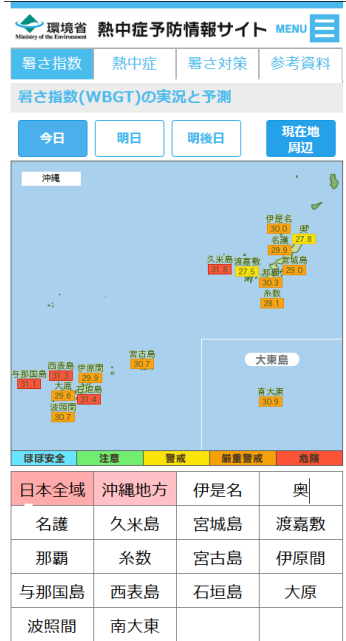 環境省
Ministry of the Environment
熱中症予防情報サイト
MENU
暑さ指数 熱中症 暑さ対策 参考資料
暑さ指数(WBGT)の実況と予測
今日 明日 明後日 現在地
周辺
沖縄
伊是名
30.0
奥
27.8
名護
29.9
久米島
31.8
渡嘉敷
27.5
宮城島
29.0
那覇
30.3
糸数
28.1
宮古島
30.7
与那国島
31.1
西表島
31.3
伊原間
29.9
大原
29.6
石垣島
31.4
波照間
30.7
大東島
南大東
30.9
ほぼ安全 注意 警戒 厳重警戒 危険
日本全域 沖縄地方 伊是名 奥
名護 久米島 宮城島 渡嘉敷
那覇 糸数 宮古島 伊原間
与那国島 西表島 石垣島 大原
波照間 南大東